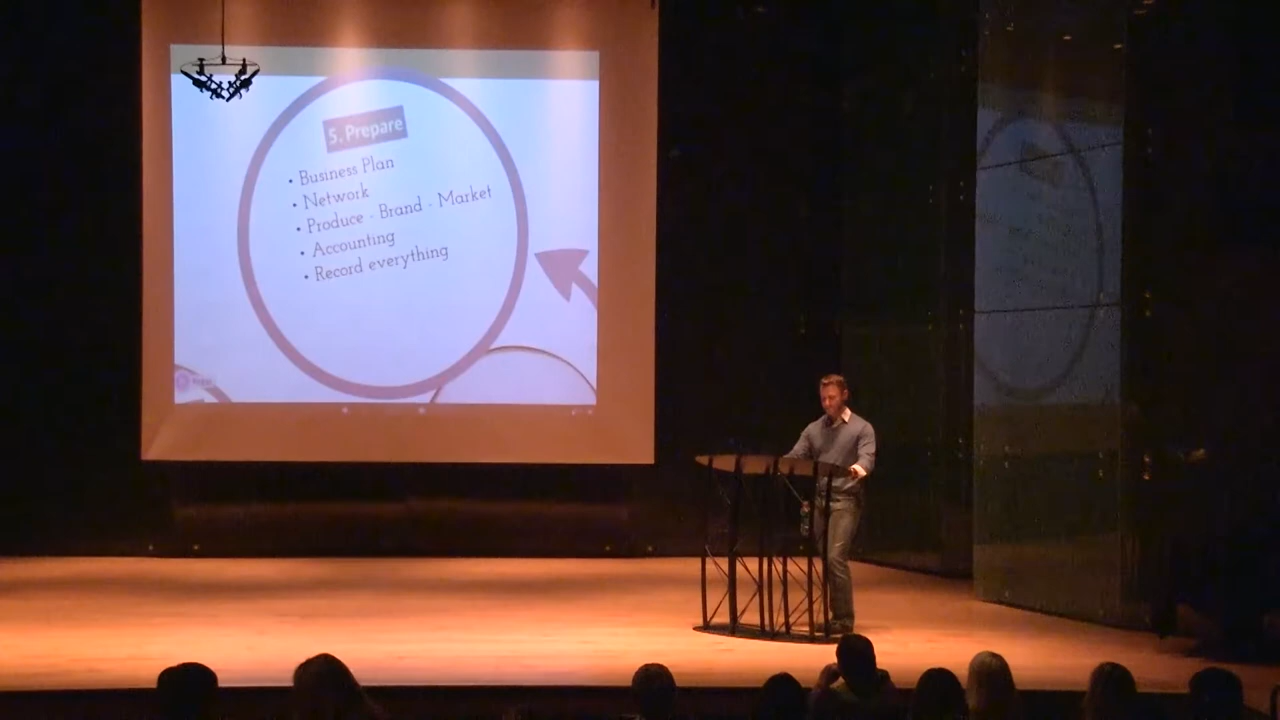 5. Prepare
• Business Plan
• Network
• Produce - Brand - Market
• Accounting
• Record everything